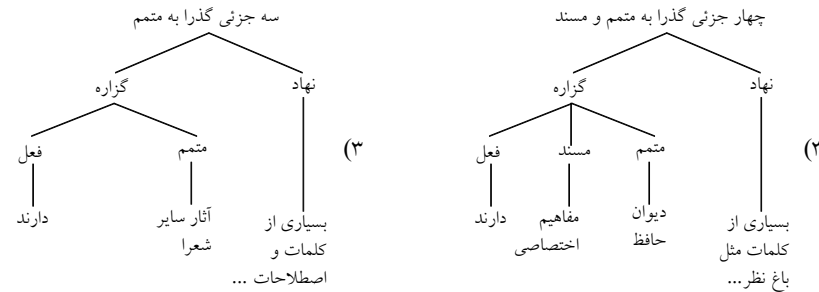 چهار جزئی گذرا به متمم و مسند
نهاد
گزاره
متمم
مسند
فعل
۲)
بسیاری از
کلمات مثل
باغ نظر...
دیوان
حافظ
مفاهیم
اختصاصی
دارند
سه جزئی گذرا به متمم
نهاد
گزاره
متمم
فعل
۳)
بسیاری از
کلمات و
اصطلاحات ...
آثار سایر
شعرا
دارند